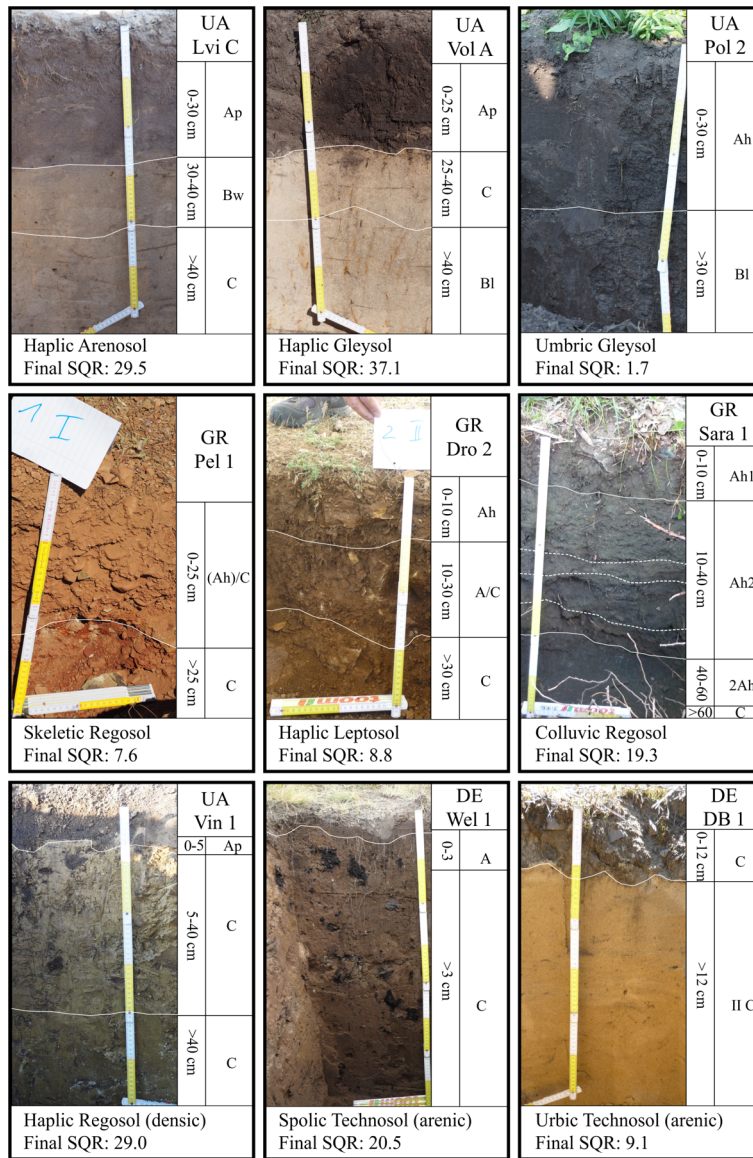 UA
Lvi C
0-30 cm
Ap
30-40 cm
Bw
>40 cm
C
Haplic Arenosol
Final SQR: 29.5
UA
Vol A
0-25 cm
Ap
25-40 cm
C
>40 cm
Bl
Haplic Gleysol
Final SQR: 37.1
UA
Pol 2
0-30 cm
Ah
>30 cm
Bl
Umbric Gleysol
Final SQR: 1.7
1 I
GR
Pel 1
0-25 cm
(Ah)/C
>25 cm
C
Skeletic Regosol
Final SQR: 7.6
2 II
GR
Dro 2
0-10 cm
Ah
10-30 cm
A/C
>30 cm
C
toom
Haplic Leptosol
Final SQR: 8.8
GR
Sara 1
0-10 cm
Ah1
10-40 cm
Ah2
40-60
2Ah
>60
C
Colluvic Regosol
Final SQR: 19.3
UA
Vin 1
0-5
Ap
5-40 cm
C
>40 cm
C
Haplic Regosol (densic)
Final SQR: 29.0
DE
Wel 1
0-3
A
>3 cm
C
Spolic Technosol (arenic)
Final SQR: 20.5
DE
DB 1
0-12 cm
C
>12 cm
II C
Urbic Technosol (arenic)
Final SQR: 9.1